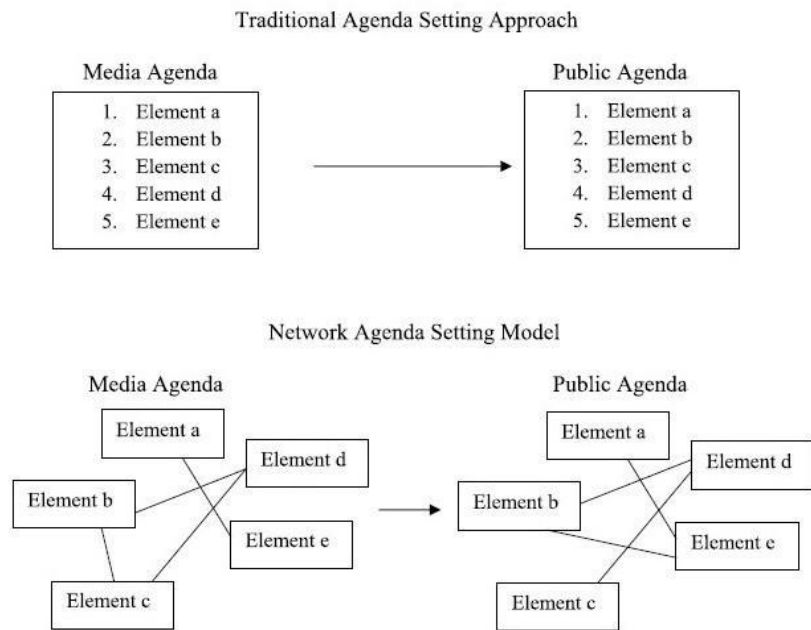 Traditional Agenda Setting Approach
Media Agenda
1. Element a
2. Element b
3. Element c
4. Element d
5. Element e
Public Agenda
1. Element a
2. Element b
3. Element c
4. Element d
5. Element e
Network Agenda Setting Model
Media Agenda
Element a
Element d
Element b
Element e
Element c
Public Agenda
Element a
Element d
Element b
Element e
Element c